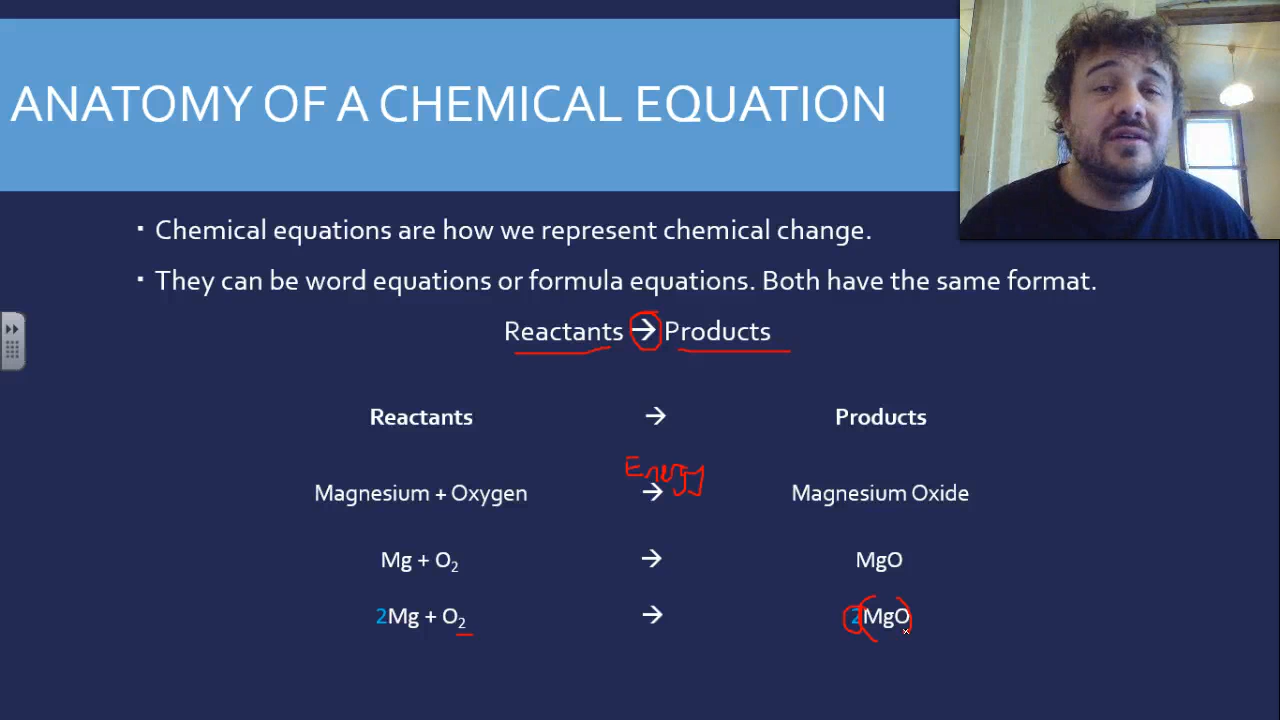 ANATOMY OF A CHEMICAL EQUATION
▪ Chemical equations are how we represent chemical change.
▪ They can be word equations or formula equations. Both have the same format.
Reactants → Products
Reactants → Products
Energy
Magnesium + Oxygen → Magnesium Oxide
Mg + O₂ → MgO
2Mg + O₂ → 2(MgO)